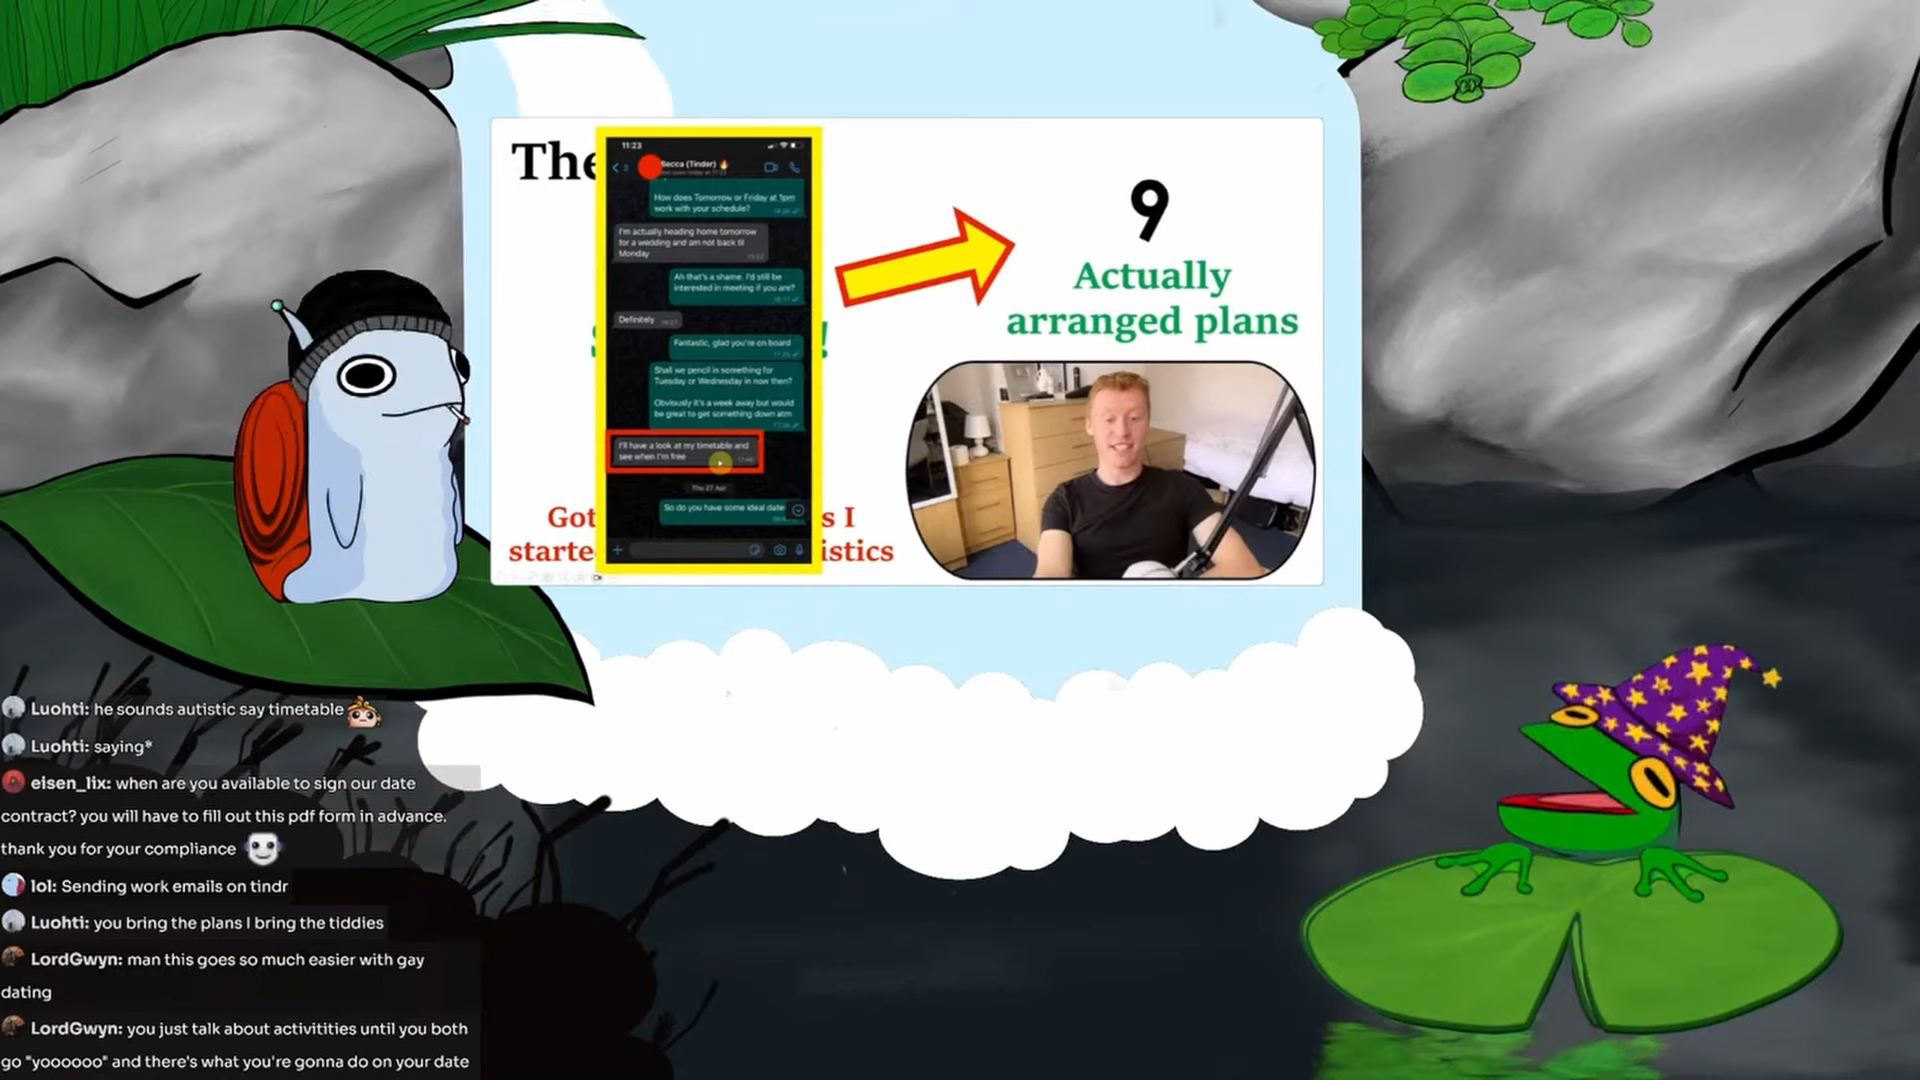 The
11:23
Becca (Tinder) 🔥
How does Tomorrow or Friday at 1pm
work with your schedule?
I'm actually heading home tomorrow
for a wedding and am not back til
Monday
Ah that's a shame. I'd still be
interested in meeting if you are?
Definitely
Fantastic, glad you're on board
Shall we pencil in something for
Tuesday or Wednesday in now then?
Obviously it's a week away but would
be great to get something down atm
I'll have a look at my timetable and
see when I'm free
Thu 27 Apr
So do you have some ideal date
!
Got s I
starte istics
9
Actually
arranged plans
Luohti: he sounds autistic say timetable
Luohti: saying*
eisen_lix: when are you available to sign our date
contract? you will have to fill out this pdf form in advance.
thank you for your compliance
lol: Sending work emails on tindr
Luohti: you bring the plans I bring the tiddies
LordGwyn: man this goes so much easier with gay
dating
LordGwyn: you just talk about activitities until you both
go "yoooooo" and there's what you're gonna do on your date